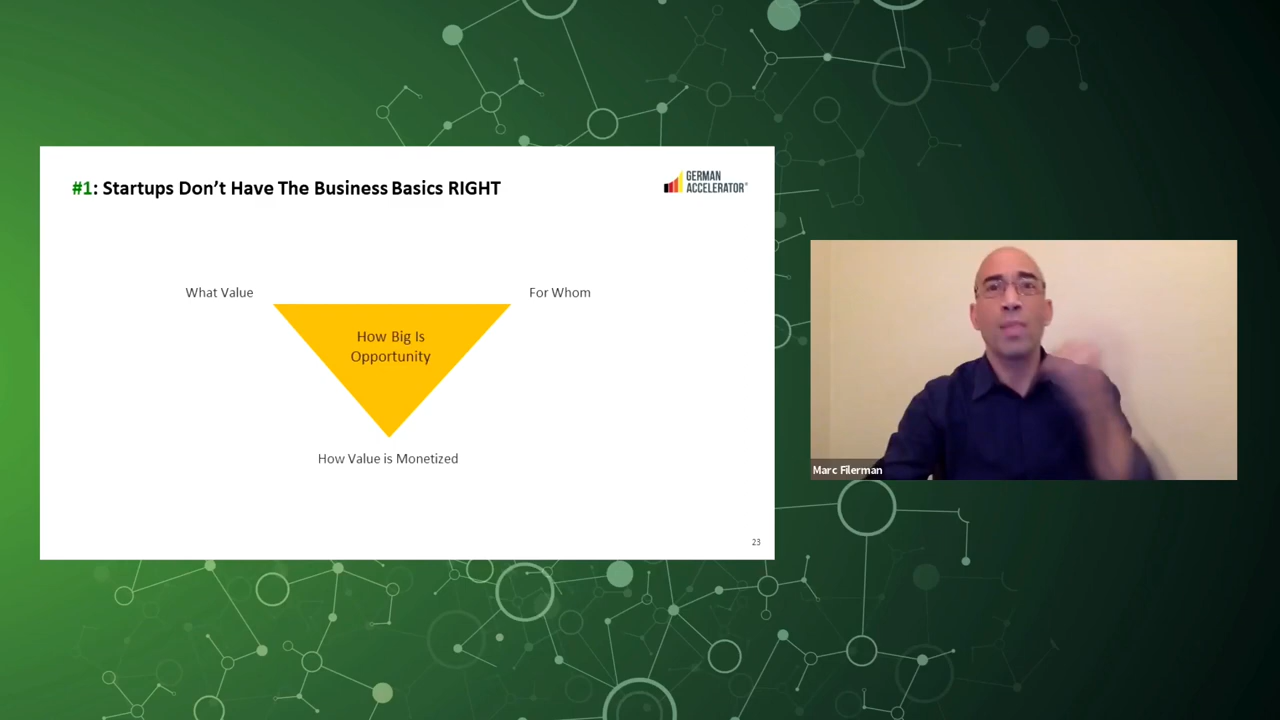 #1: Startups Don’t Have The Business Basics RIGHT
GERMAN
ACCELERATOR®
What Value
For Whom
How Big Is
Opportunity
How Value is Monetized
23
Marc Filerman